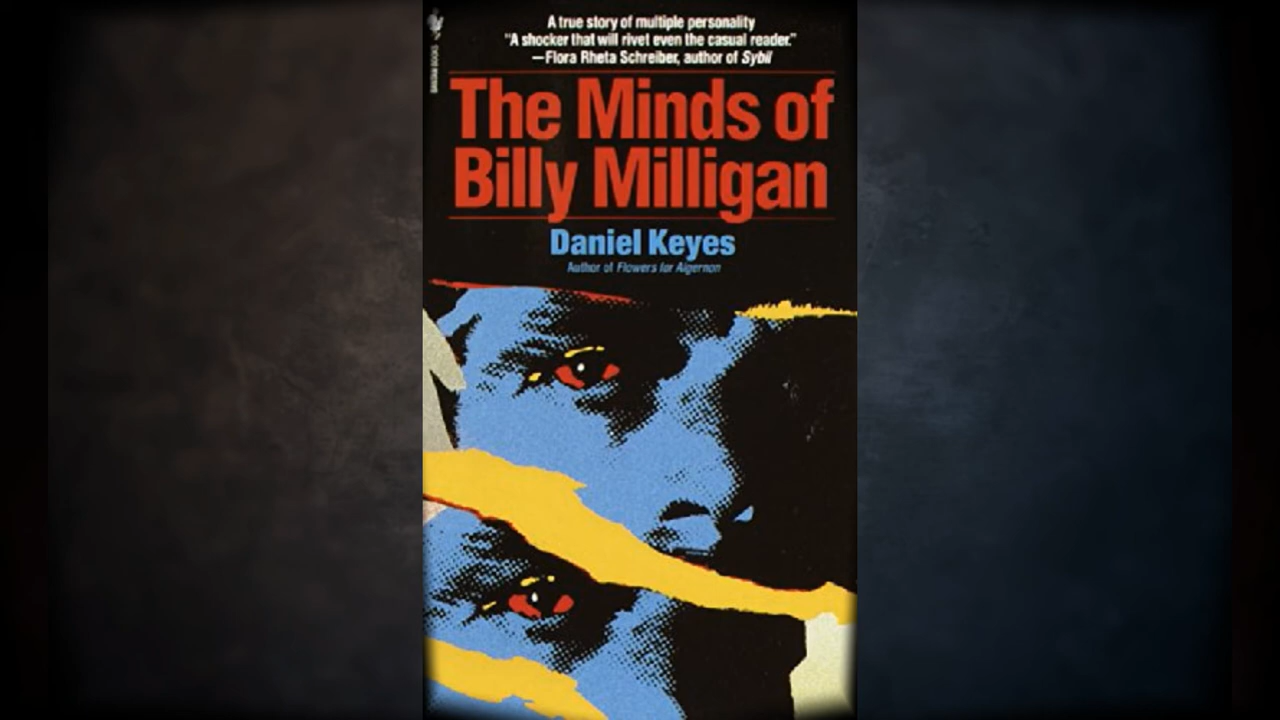 A true story of multiple personality
"A shocker that will rivet even the casual reader."
—Flora Rheta Schreiber, author of Sybil
The Minds of
Billy Milligan
Daniel Keyes
Author of Flowers for Algernon